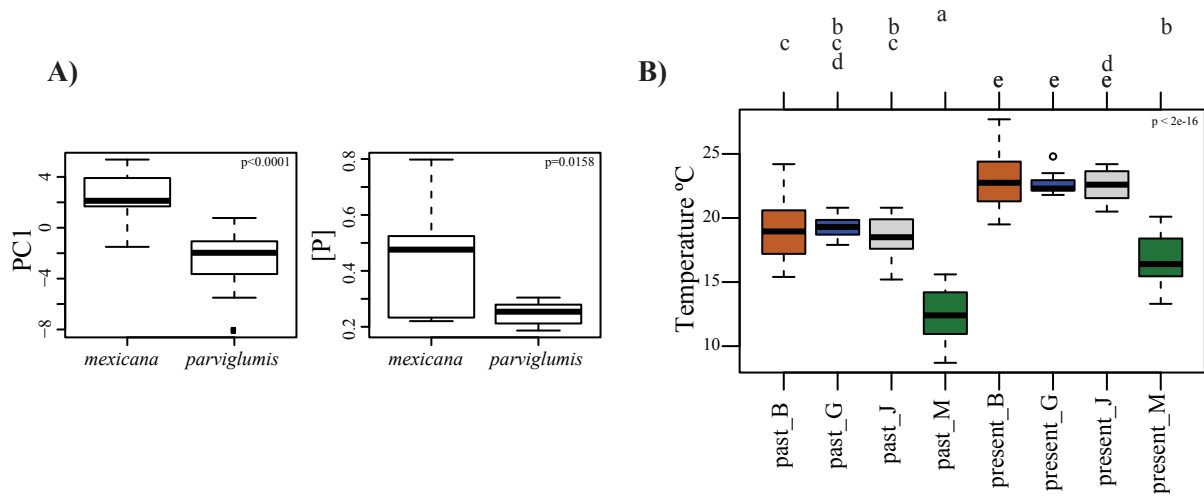 A)
PC1
4
0
-4
-8
p<0.0001
mexicana
parviglumis
[P]
0.8
0.6
0.4
0.2
p=0.0158
mexicana
parviglumis
B)
c
b
c
d
b
c
a
e
e
d
e
b
p < 2e-16
Temperature ºC
25
20
15
10
past_B
past_G
past_J
past_M
present_B
present_G
present_J
present_M